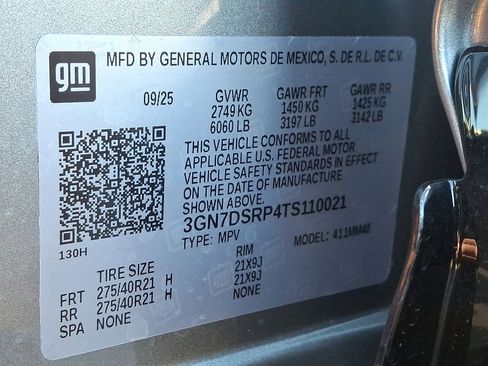 gm
MFD BY GENERAL MOTORS DE MEXICO, S. DE R.L. DE C.V.
09/25 GVWR GAWR FRT GAWR RR
2749 KG 1450 KG 1425 KG
6060 LB 3197 LB 3142 LB
THIS VEHICLE CONFORMS TO ALL
APPLICABLE U.S. FEDERAL MOTOR
VEHICLE SAFETY STANDARDS IN EFFECT
ON THE DATE OF MANUFACTURE
SHOWN ABOVE.
3GN7DSRP4TS110021
130H TYPE: MPV MODEL: 411MM48
TIRE SIZE RIM
FRT 275/40R21 H 21X9J
RR 275/40R21 H 21X9J
SPA NONE NONE